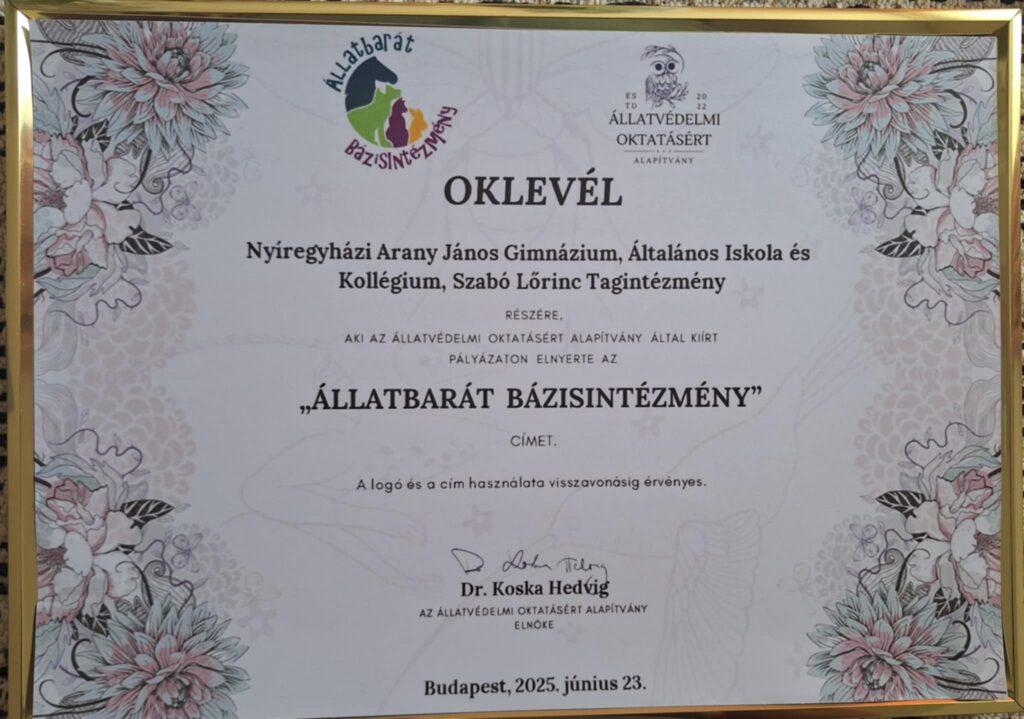 Állatbarát
BÁZISINTÉZMÉNY
ES 20
TD 22
ÁLLATVÉDELMI
OKTATÁSÉRT
ALAPÍTVÁNY
OKLEVÉL
Nyíregyházi Arany János Gimnázium, Általános Iskola és
Kollégium, Szabó Lőrinc Tagintézmény
RÉSZÉRE,
AKI AZ ÁLLATVÉDELMI OKTATÁSÉRT ALAPÍTVÁNY ÁLTAL KIÍRT
PÁLYÁZATON ELNYERTE AZ
„ÁLLATBARÁT BÁZISINTÉZMÉNY”
CÍMET.
A logó és a cím használata visszavonásig érvényes.
Dr. Koska Hedvig
AZ ÁLLATVÉDELMI OKTATÁSÉRT ALAPÍTVÁNY
ELNÖKE
Budapest, 2025. június 23.